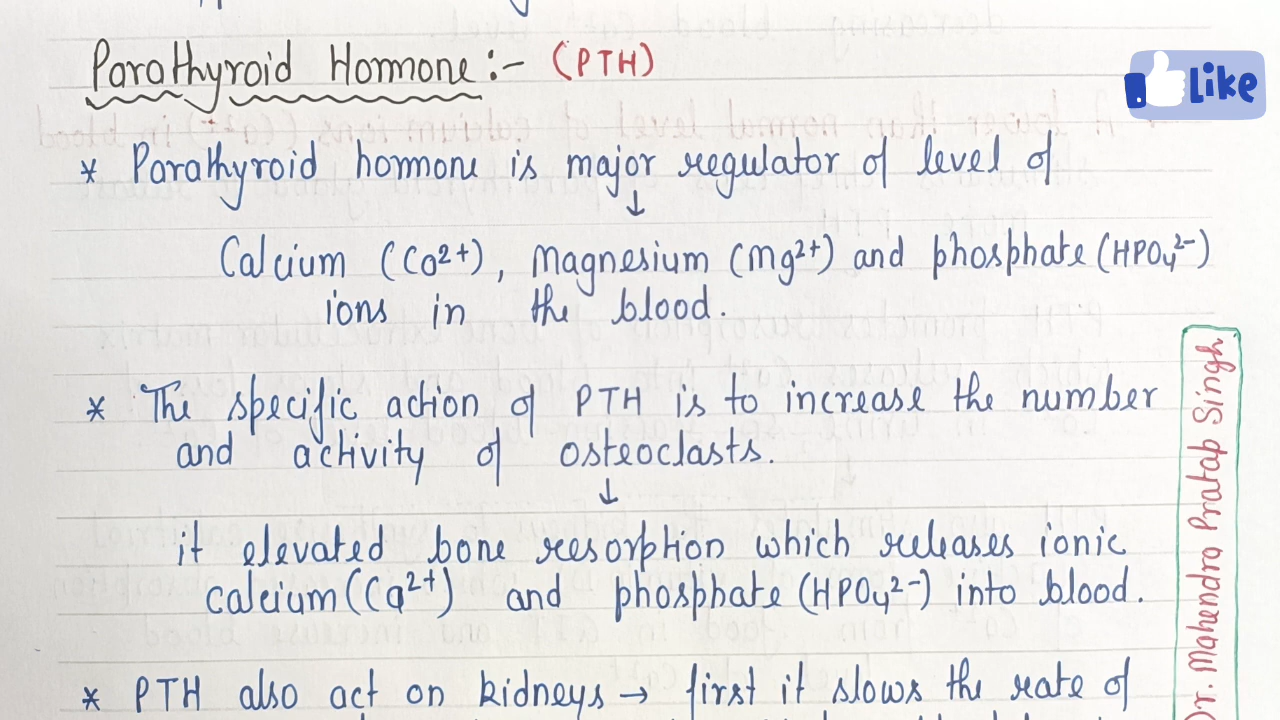 Parathyroid Hormone :- (PTH)
Like
* Parathyroid hormone is major regulator of level of
↓
Calcium (Ca²⁺), Magnesium (Mg²⁺) and phosphate (HPO₄²⁻)
ions in the blood.
* The specific action of PTH is to increase the number
and activity of osteoclasts.
↓
it elevated bone resorption which releases ionic
calcium (Ca²⁺) and phosphate (HPO₄²⁻) into blood.
* PTH also act on kidneys → first it slows the rate of
Dr. Mahendra Pratap Singh